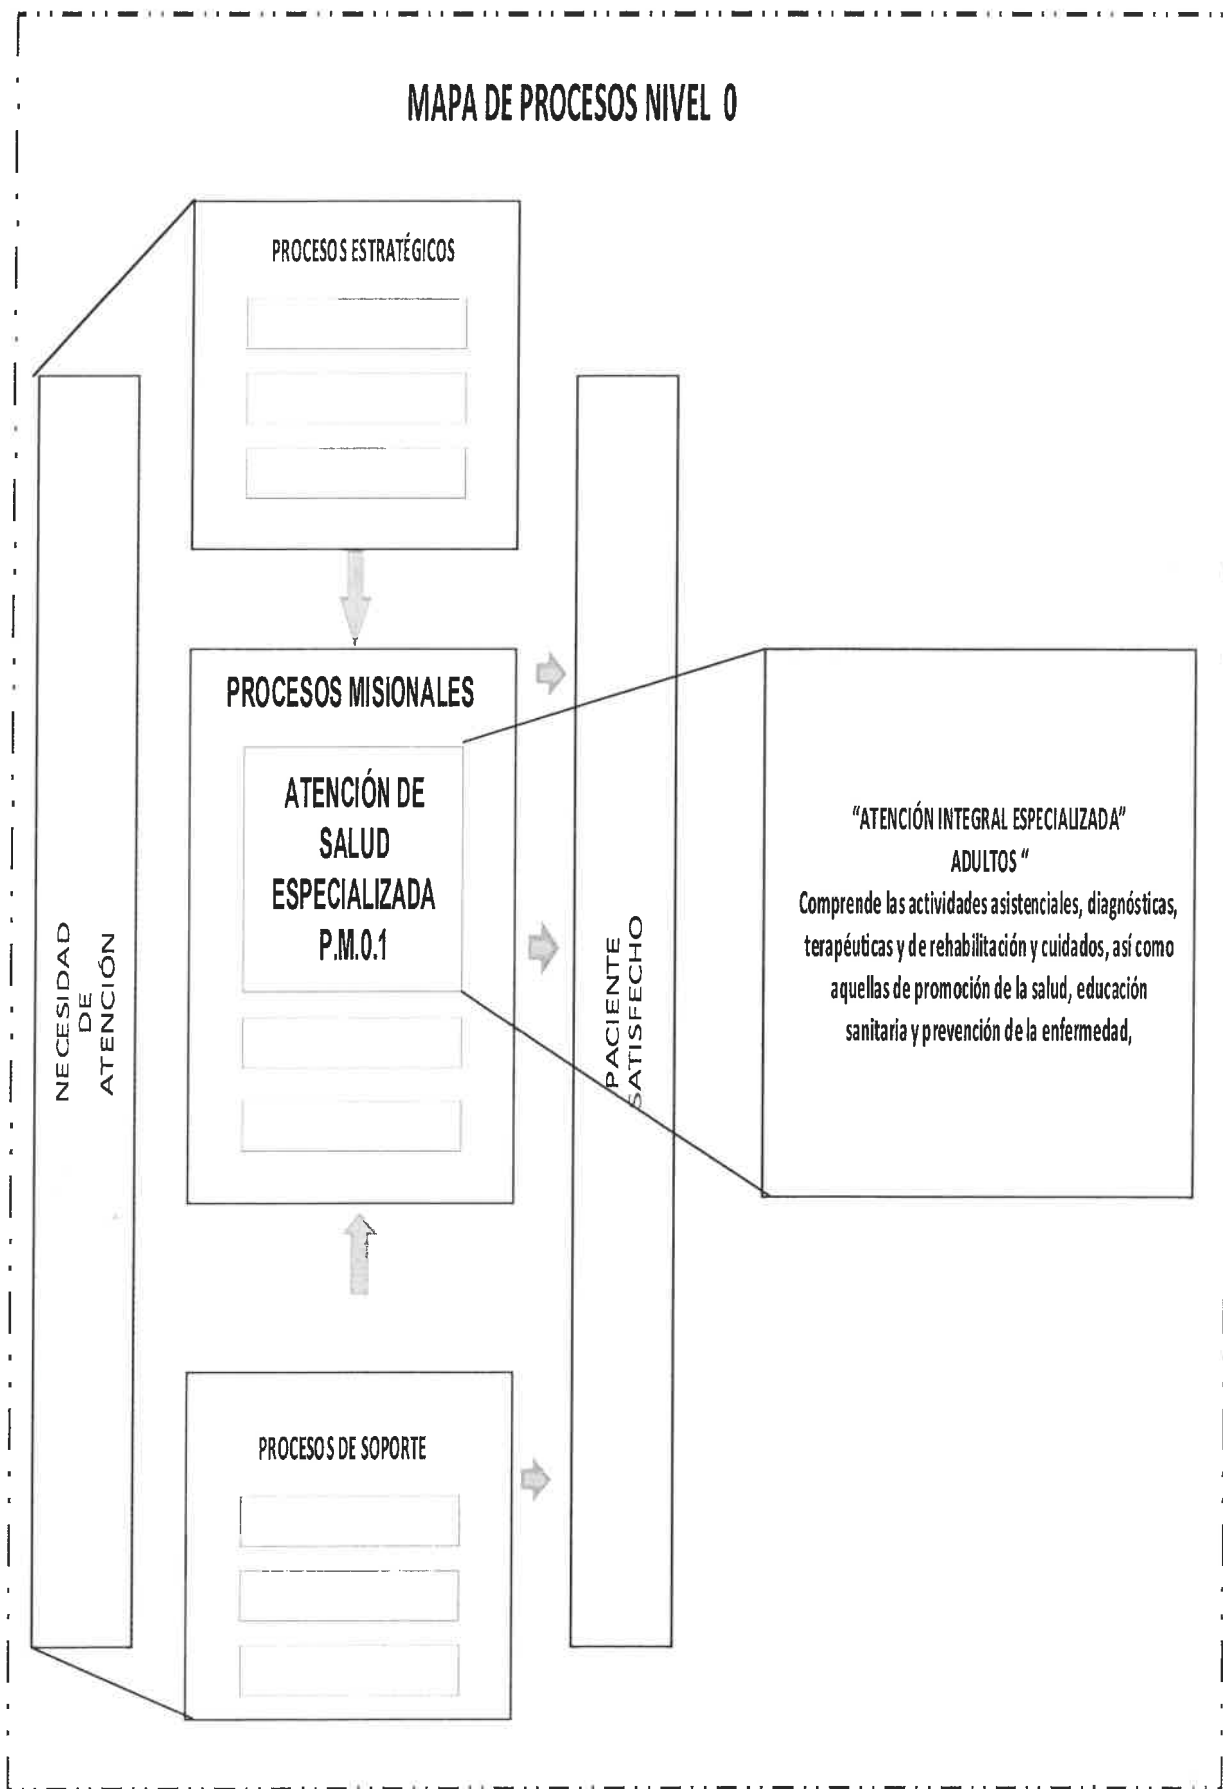 MAPA DE PROCESOS NIVEL 0
PROCESOS ESTRATÉGICOS
NECESIDAD
DE
ATENCIÓN
PROCESOS MISIONALES
ATENCIÓN DE
SALUD
ESPECIALIZADA
P.M.0.1
PACIENTE
SATISFECHO
"ATENCIÓN INTEGRAL ESPECIALIZADA"
ADULTOS "
Comprende las actividades asistenciales, diagnósticas,
terapéuticas y de rehabilitación y cuidados, así como
aquellas de promoción de la salud, educación
sanitaria y prevención de la enfermedad,
PROCESOS DE SOPORTE